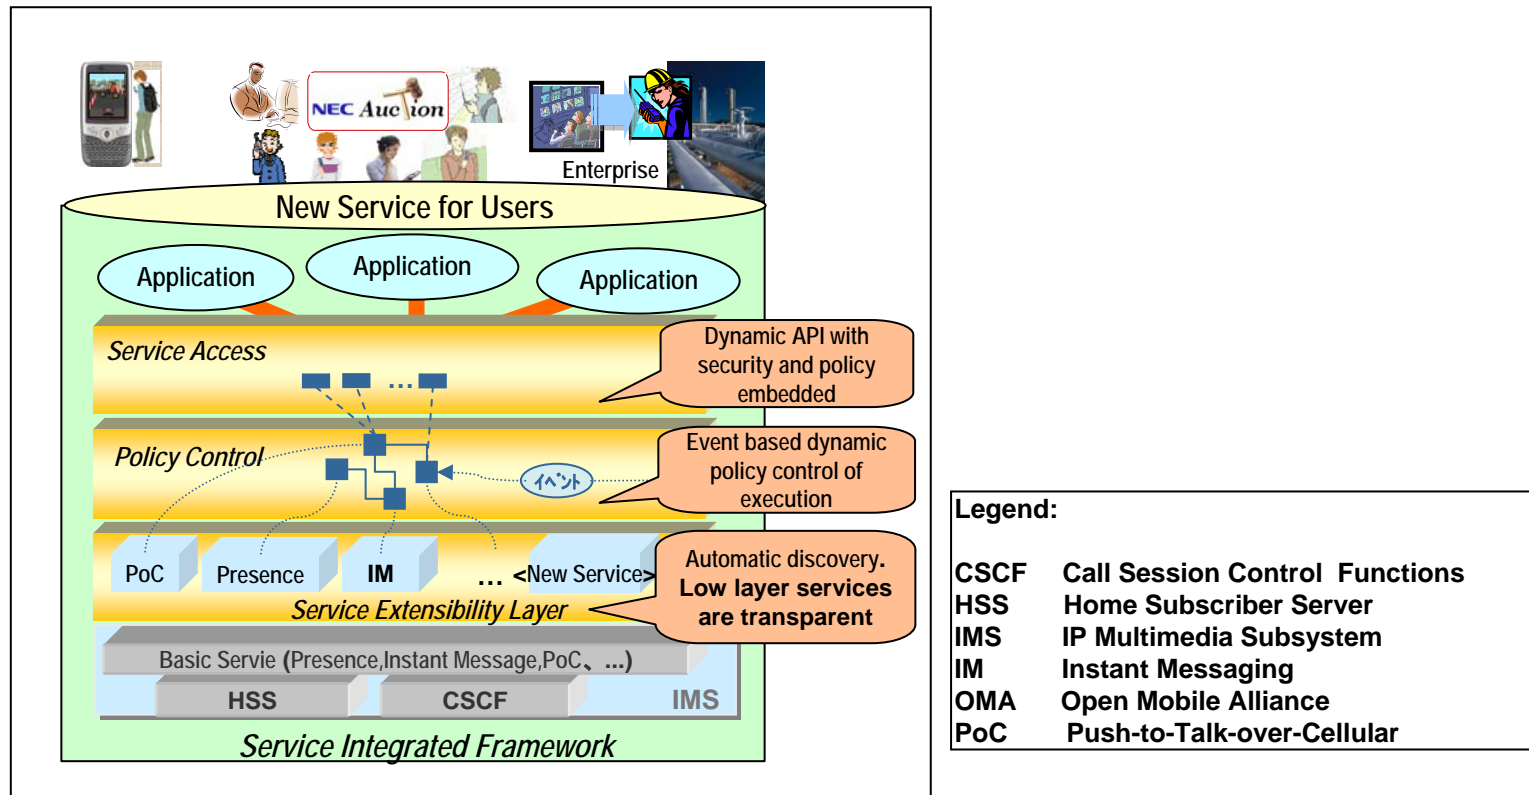 NEC Auction
Enterprise
New Service for Users
Application
Application
Application
Service Access
...
Dynamic API with
security and policy
embedded
Policy Control
イベント
Event based dynamic
policy control of
execution
PoC
Presence
IM
... <New Service>
Service Extensibility Layer
Automatic discovery.
Low layer services
are transparent
Basic Servie (Presence,Instant Message,PoC、...)
HSS
CSCF
IMS
Service Integrated Framework
Legend:
CSCF Call Session Control Functions
HSS Home Subscriber Server
IMS IP Multimedia Subsystem
IM Instant Messaging
OMA Open Mobile Alliance
PoC Push-to-Talk-over-Cellular